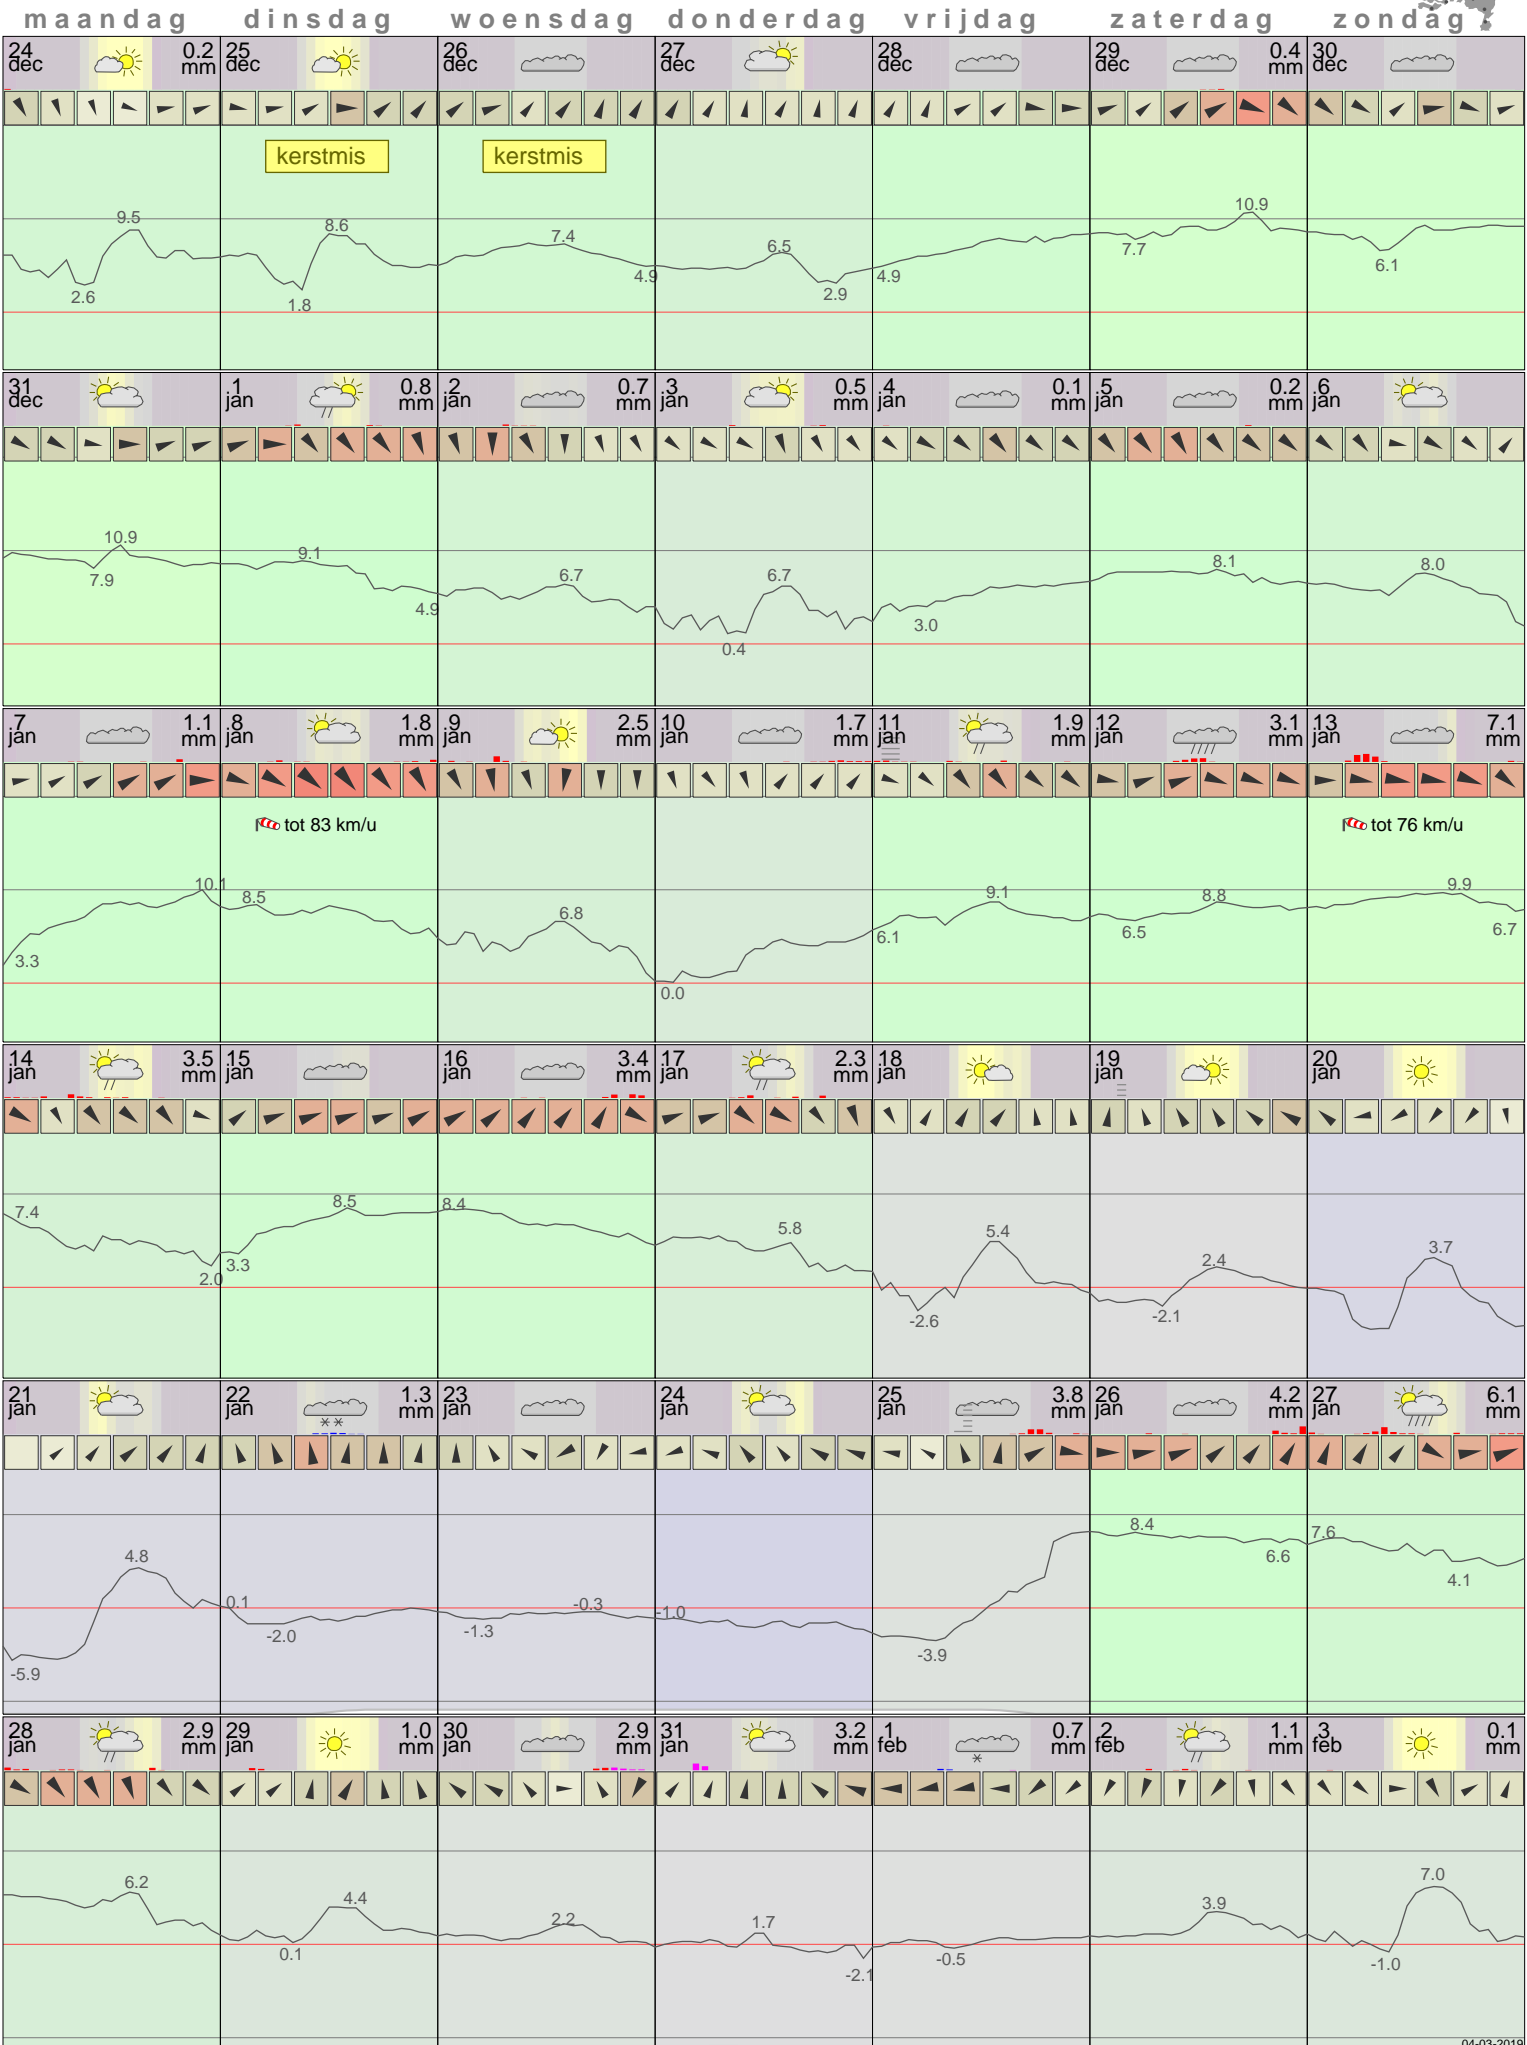 maandag dinsdag woensdag donderdag vrijdag zaterdag zondag
24 dec 0.2 mm 25 dec 26 dec 27 dec 28 dec 29 dec 0.4 mm 30 dec
kerstmis kerstmis
9.5 2.6 8.6 1.8 7.4 4.9 6.5 2.9 4.9 7.7 10.9 6.1
31 dec 1 jan 0.8 mm 2 jan 0.7 mm 3 jan 0.5 mm 4 jan 0.1 mm 5 jan 0.2 mm 6 jan
10.9 7.9 9.1 4.9 6.7 6.7 0.4 3.0 8.1 8.0
7 jan 1.1 mm 8 jan 1.8 mm 9 jan 2.5 mm 10 jan 1.7 mm 11 jan 1.9 mm 12 jan 3.1 mm 13 jan 7.1 mm
tot 83 km/u tot 76 km/u
3.3 10.1 8.5 6.8 0.0 6.1 9.1 6.5 8.8 9.9 6.7
14 jan 3.5 mm 15 jan 16 jan 3.4 mm 17 jan 2.3 mm 18 jan 19 jan 20 jan
7.4 2.0 3.3 8.5 8.4 5.8 -2.6 5.4 -2.1 2.4 3.7
21 jan 22 jan 1.3 mm 23 jan 24 jan 25 jan 3.8 mm 26 jan 4.2 mm 27 jan 6.1 mm
-5.9 4.8 0.1 -2.0 -1.3 -0.3 -1.0 -3.9 8.4 6.6 7.6 4.1
28 jan 2.9 mm 29 jan 1.0 mm 30 jan 2.9 mm 31 jan 3.2 mm 1 feb 0.7 mm 2 feb 1.1 mm 3 feb 0.1 mm
6.2 0.1 4.4 2.2 1.7 -2.1 -0.5 3.9 -1.0 7.0
04-03-2019